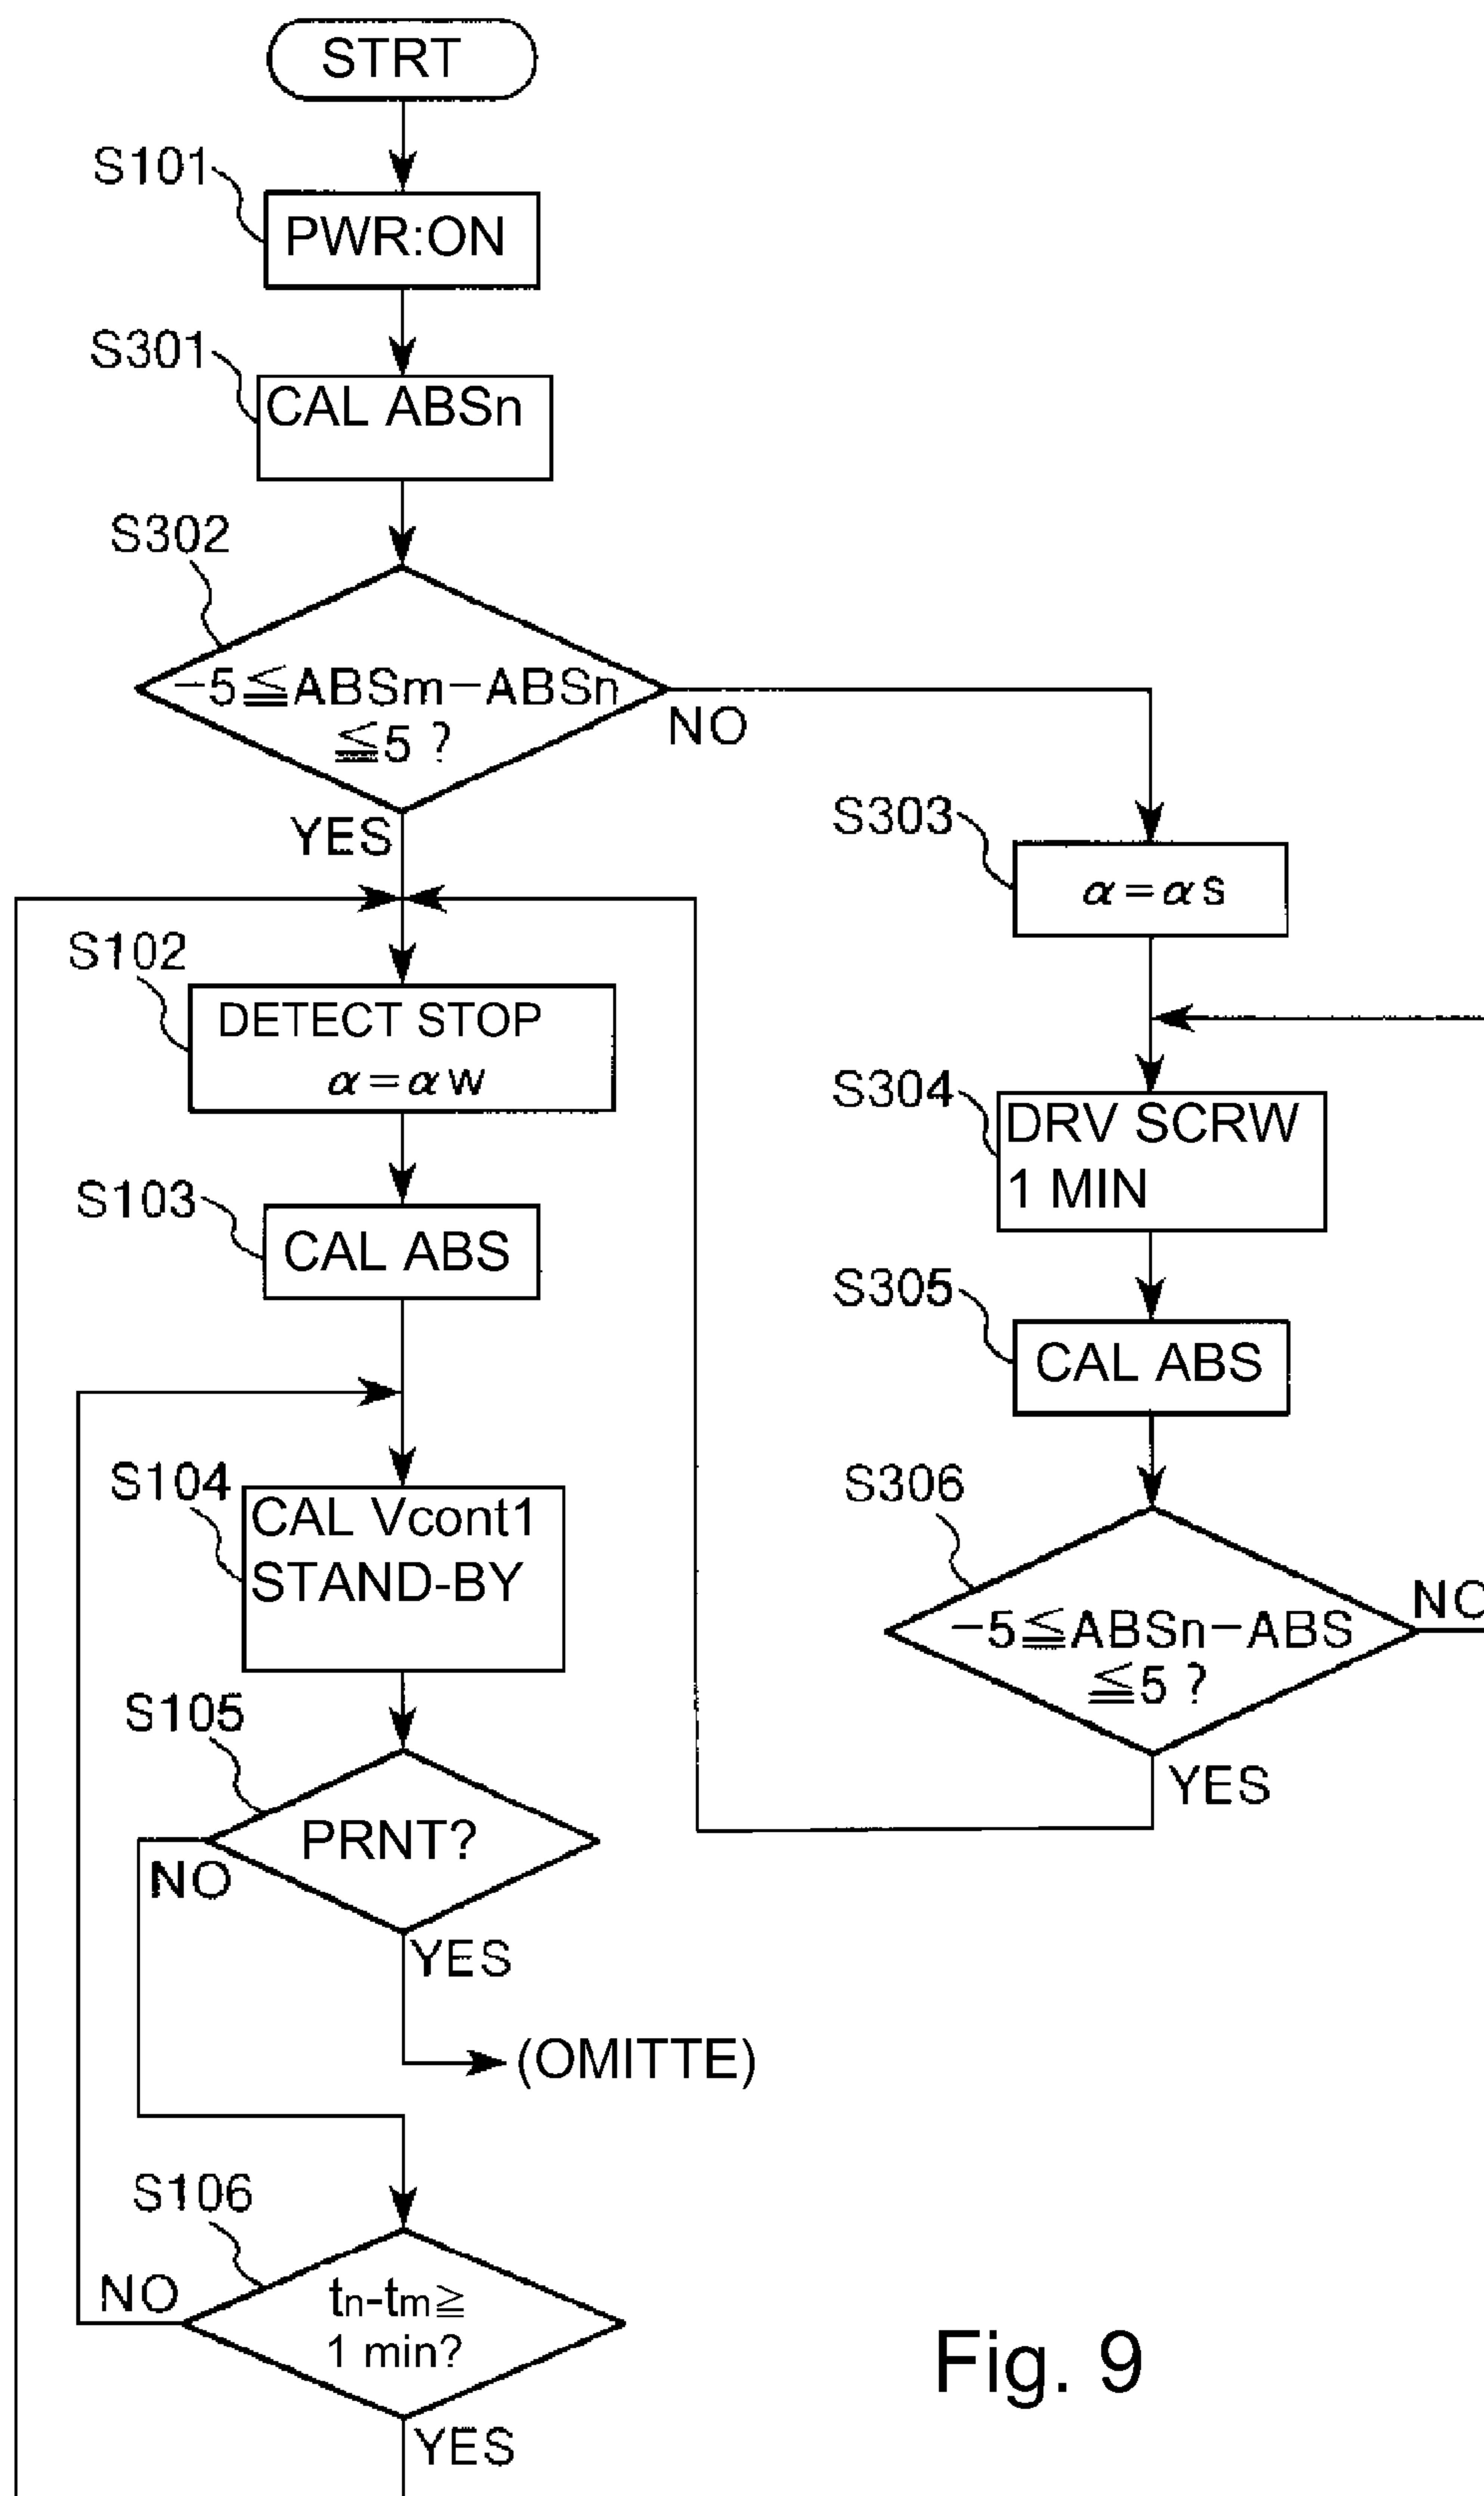 STRT
S101
PWR:ON
S301
CAL ABSn
S302
−5≦ABSm−ABSn
≦5 ?
NO
YES
S303
α=αs
S102
DETECT STOP
α=αw
S304
DRV SCRW
1 MIN
S103
CAL ABS
S305
CAL ABS
S104
CAL Vcont1
STAND-BY
S306
−5≦ABSn−ABS
≦5 ?
NO
YES
S105
PRNT?
NO
YES
(OMITTE)
S106
tn-tm≧
1 min?
NO
YES
Fig. 9